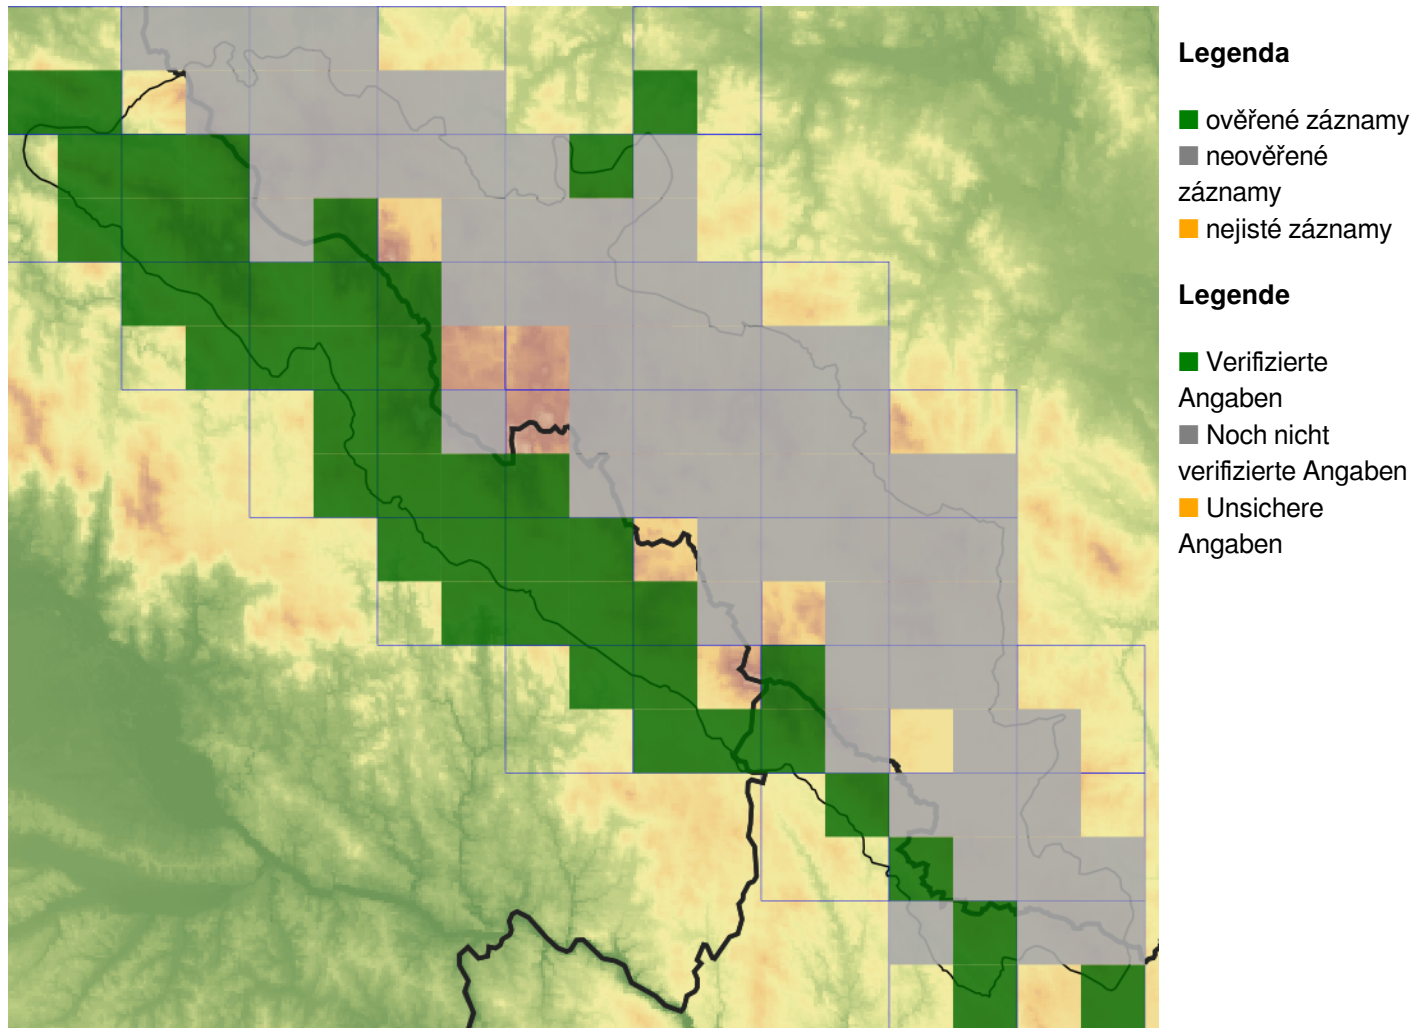 Legenda
ověřené záznamy
neověřené
záznamy
nejisté záznamy
Legende
Verifizierte
Angaben
Noch nicht
verifizierte Angaben
Unsichere
Angaben